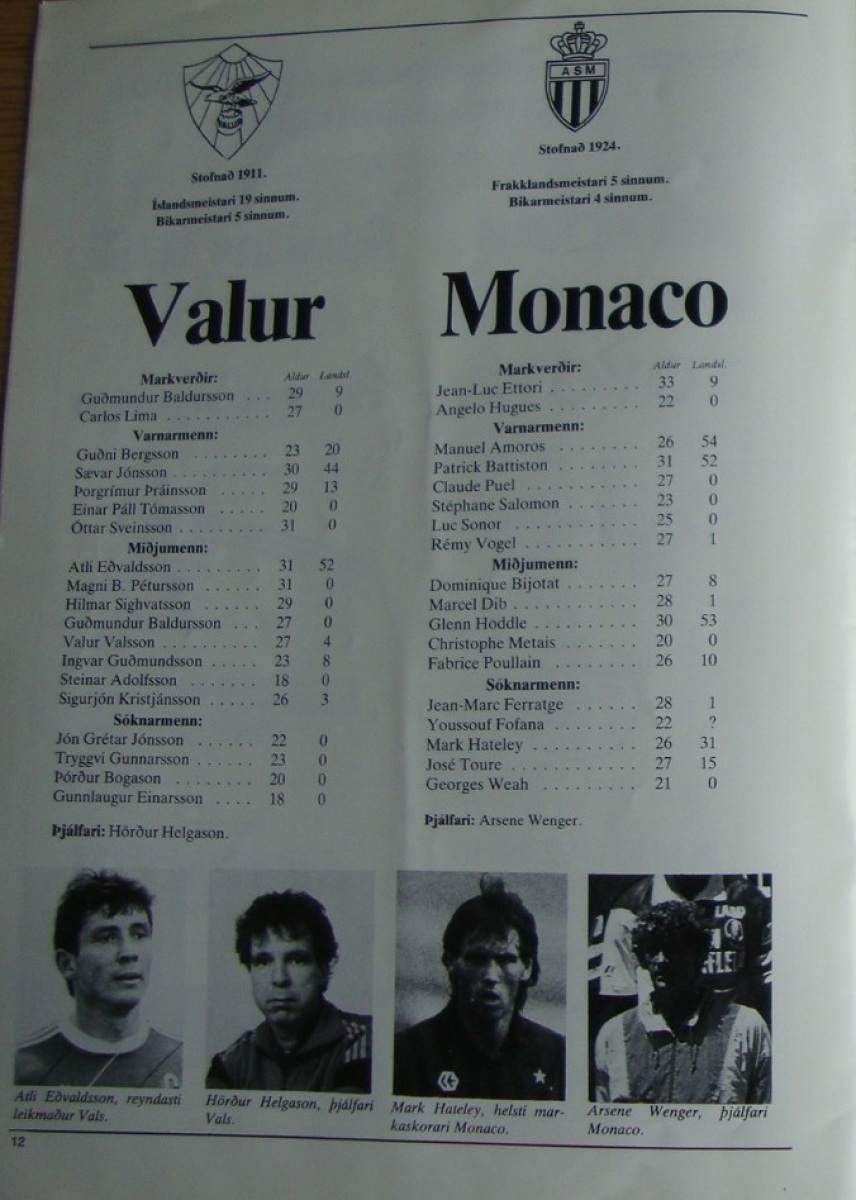 VALUR
Stofnað 1911.
Íslandsmeistari 19 sinnum.
Bikarmeistari 5 sinnum.
Valur
Markverðir: Aldur Landsl.
Guðmundur Baldursson . . . 29 9
Carlos Lima . . . . . . . . . . . 27 0
Varnarmenn:
Guðni Bergsson . . . . . . . . 23 20
Sævar Jónsson . . . . . . . . . . 30 44
Þorgrímur Þráinsson . . . . . 29 13
Einar Páll Tómasson . . . . . 20 0
Óttar Sveinsson . . . . . . . . . 31 0
Miðjumenn:
Atli Eðvaldsson . . . . . . . . . 31 52
Magni B. Pétursson . . . . . . 31 0
Hilmar Sighvatsson . . . . . . 29 0
Guðmundur Baldursson . . . 27 0
Valur Valsson . . . . . . . . . . 27 4
Ingvar Guðmundsson . . . . . 23 8
Steinar Adolfsson . . . . . . . 18 0
Sigurjón Kristjánsson . . . . . 26 3
Sóknarmenn:
Jón Grétar Jónsson . . . . . . 22 0
Tryggvi Gunnarsson . . . . . . 23 0
Þórður Bogason . . . . . . . . 20 0
Gunnlaugur Einarsson . . . . 18 0
Þjálfari: Hörður Helgason.
ASM
Stofnað 1924.
Frakklandsmeistari 5 sinnum.
Bikarmeistari 4 sinnum.
Monaco
Markverðir: Aldur Landsl.
Jean-Luc Ettori . . . . . . . . . 33 9
Angelo Hugues . . . . . . . . . 22 0
Varnarmenn:
Manuel Amoros . . . . . . . . 26 54
Patrick Battiston . . . . . . . . 31 52
Claude Puel . . . . . . . . . . . 27 0
Stéphane Salomon . . . . . . . 23 0
Luc Sonor . . . . . . . . . . . . 25 0
Rémy Vogel . . . . . . . . . . . 27 1
Miðjumenn:
Dominique Bijotat . . . . . . . 27 8
Marcel Dib . . . . . . . . . . . . 28 1
Glenn Hoddle . . . . . . . . . . 30 53
Christophe Metais . . . . . . . 20 0
Fabrice Poullain . . . . . . . . 26 10
Sóknarmenn:
Jean-Marc Ferratge . . . . . . 28 1
Youssouf Fofana . . . . . . . . 22 ?
Mark Hateley . . . . . . . . . . 26 31
José Toure . . . . . . . . . . . . 27 15
Georges Weah . . . . . . . . . 21 0
Þjálfari: Arsene Wenger.
Atli Eðvaldsson, reyndasti
leikmaður Vals.
Hörður Helgason, þjálfari
Vals.
Mark Hateley, helsti mar-
kaskorari Monaco.
Arsene Wenger, þjálfari
Monaco.
12